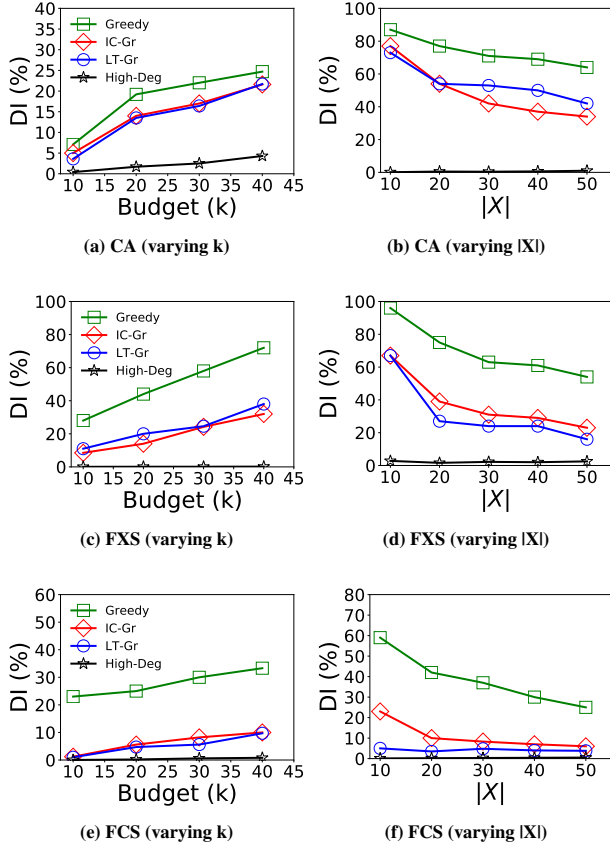 40
35
30
25
20
15
10
5
0
DI (%)
Greedy
IC-Gr
LT-Gr
High-Deg
10 15 20 25 30 35 40 45
Budget (k)
(a) CA (varying k)
100
80
60
40
20
0
DI (%)
10 20 30 40 50
|X|
(b) CA (varying |X|)
100
80
60
40
20
0
DI (%)
Greedy
IC-Gr
LT-Gr
High-Deg
10 15 20 25 30 35 40 45
Budget (k)
(c) FXS (varying k)
100
80
60
40
20
0
DI (%)
10 20 30 40 50
|X|
(d) FXS (varying |X|)
60
50
40
30
20
10
0
DI (%)
Greedy
IC-Gr
LT-Gr
High-Deg
10 15 20 25 30 35 40 45
Budget (k)
(e) FCS (varying k)
80
70
60
50
40
30
20
10
0
DI (%)
10 20 30 40 50
|X|
(f) FCS (varying |X|)